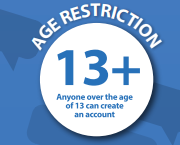 AGE RESTRICTION
13+
Anyone over the age
of 13 can create
an account